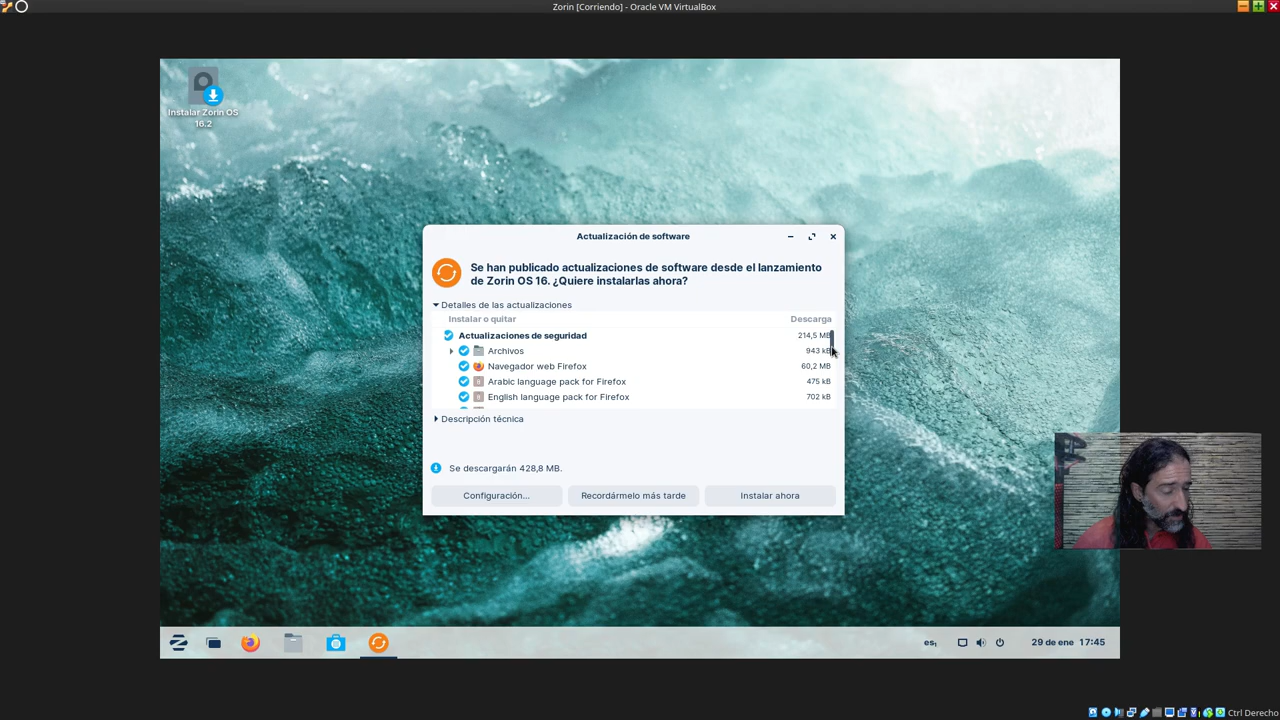 Zorin [Corriendo] - Oracle VM VirtualBox
Instalar Zorin OS
16.2
Actualización de software
Se han publicado actualizaciones de software desde el lanzamiento
de Zorin OS 16. ¿Quiere instalarlas ahora?
Detalles de las actualizaciones
Instalar o quitar Descarga
Actualizaciones de seguridad 214,5 MB
Archivos 943 kB
Navegador web Firefox 60,2 MB
Arabic language pack for Firefox 475 kB
English language pack for Firefox 702 kB
Descripción técnica
Se descargarán 428,8 MB.
Configuración... Recordármelo más tarde Instalar ahora
es₁ 29 de ene 17:45
Ctrl Derecho